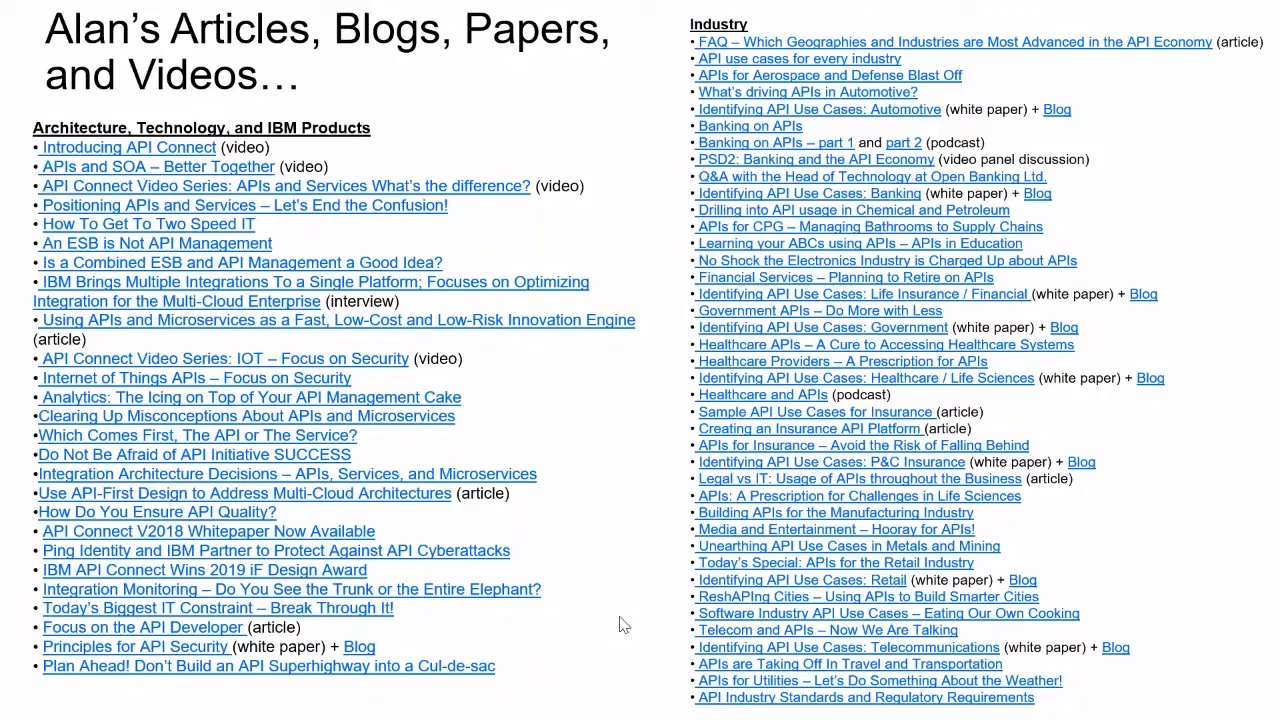 Alan’s Articles, Blogs, Papers,
and Videos…
Architecture, Technology, and IBM Products
• Introducing API Connect (video)
• APIs and SOA – Better Together (video)
• API Connect Video Series: APIs and Services What’s the difference? (video)
• Positioning APIs and Services – Let’s End the Confusion!
• How To Get To Two Speed IT
• An ESB is Not API Management
• Is a Combined ESB and API Management a Good Idea?
• IBM Brings Multiple Integrations To a Single Platform; Focuses on Optimizing
Integration for the Multi-Cloud Enterprise (interview)
• Using APIs and Microservices as a Fast, Low-Cost and Low-Risk Innovation Engine
(article)
• API Connect Video Series: IOT – Focus on Security (video)
• Internet of Things APIs – Focus on Security
• Analytics: The Icing on Top of Your API Management Cake
•Clearing Up Misconceptions About APIs and Microservices
•Which Comes First, The API or The Service?
•Do Not Be Afraid of API Initiative SUCCESS
•Integration Architecture Decisions – APIs, Services, and Microservices
•Use API-First Design to Address Multi-Cloud Architectures (article)
•How Do You Ensure API Quality?
• API Connect V2018 Whitepaper Now Available
• Ping Identity and IBM Partner to Protect Against API Cyberattacks
• IBM API Connect Wins 2019 iF Design Award
• Integration Monitoring – Do You See the Trunk or the Entire Elephant?
• Today’s Biggest IT Constraint – Break Through It!
• Focus on the API Developer (article)
• Principles for API Security (white paper) + Blog
• Plan Ahead! Don’t Build an API Superhighway into a Cul-de-sac
Industry
• FAQ – Which Geographies and Industries are Most Advanced in the API Economy (article)
• API use cases for every industry
• APIs for Aerospace and Defense Blast Off
• What’s driving APIs in Automotive?
• Identifying API Use Cases: Automotive (white paper) + Blog
• Banking on APIs
• Banking on APIs – part 1 and part 2 (podcast)
• PSD2: Banking and the API Economy (video panel discussion)
• Q&A with the Head of Technology at Open Banking Ltd.
• Identifying API Use Cases: Banking (white paper) + Blog
• Drilling into API usage in Chemical and Petroleum
• APIs for CPG – Managing Bathrooms to Supply Chains
• Learning your ABCs using APIs – APIs in Education
• No Shock the Electronics Industry is Charged Up about APIs
• Financial Services – Planning to Retire on APIs
• Identifying API Use Cases: Life Insurance / Financial (white paper) + Blog
• Government APIs – Do More with Less
• Identifying API Use Cases: Government (white paper) + Blog
• Healthcare APIs – A Cure to Accessing Healthcare Systems
• Healthcare Providers – A Prescription for APIs
• Identifying API Use Cases: Healthcare / Life Sciences (white paper) + Blog
• Healthcare and APIs (podcast)
• Sample API Use Cases for Insurance (article)
• Creating an Insurance API Platform (article)
• APIs for Insurance – Avoid the Risk of Falling Behind
• Identifying API Use Cases: P&C Insurance (white paper) + Blog
• Legal vs IT: Usage of APIs throughout the Business (article)
• APIs: A Prescription for Challenges in Life Sciences
• Building APIs for the Manufacturing Industry
• Media and Entertainment – Hooray for APIs!
• Unearthing API Use Cases in Metals and Mining
• Today’s Special: APIs for the Retail Industry
• Identifying API Use Cases: Retail (white paper) + Blog
• ReshAPIng Cities – Using APIs to Build Smarter Cities
• Software Industry API Use Cases – Eating Our Own Cooking
• Telecom and APIs – Now We Are Talking
• Identifying API Use Cases: Telecommunications (white paper) + Blog
• APIs are Taking Off In Travel and Transportation
• APIs for Utilities – Let’s Do Something About the Weather!
• API Industry Standards and Regulatory Requirements